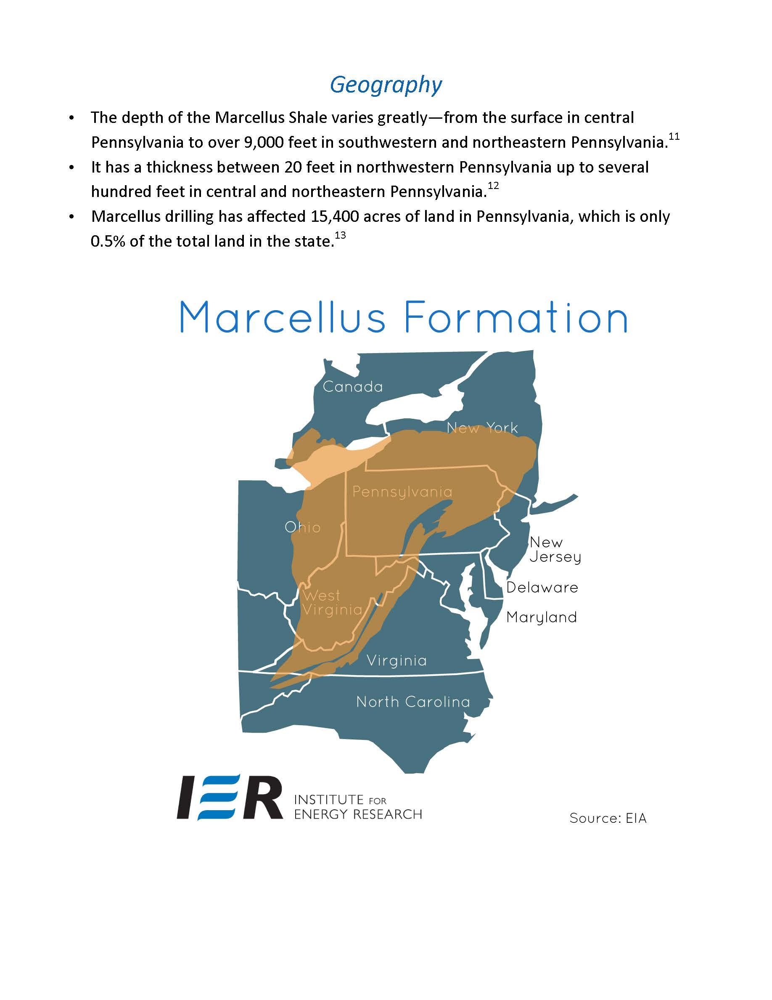 Geography
• The depth of the Marcellus Shale varies greatly—from the surface in central
Pennsylvania to over 9,000 feet in southwestern and northeastern Pennsylvania.11
• It has a thickness between 20 feet in northwestern Pennsylvania up to several
hundred feet in central and northeastern Pennsylvania.12
• Marcellus drilling has affected 15,400 acres of land in Pennsylvania, which is only
0.5% of the total land in the state.13
Marcellus Formation
Canada
New York
Pennsylvania
Ohio
New
Jersey
Delaware
West
Virginia
Maryland
Virginia
North Carolina
IER
INSTITUTE FOR
ENERGY RESEARCH
Source: EIA